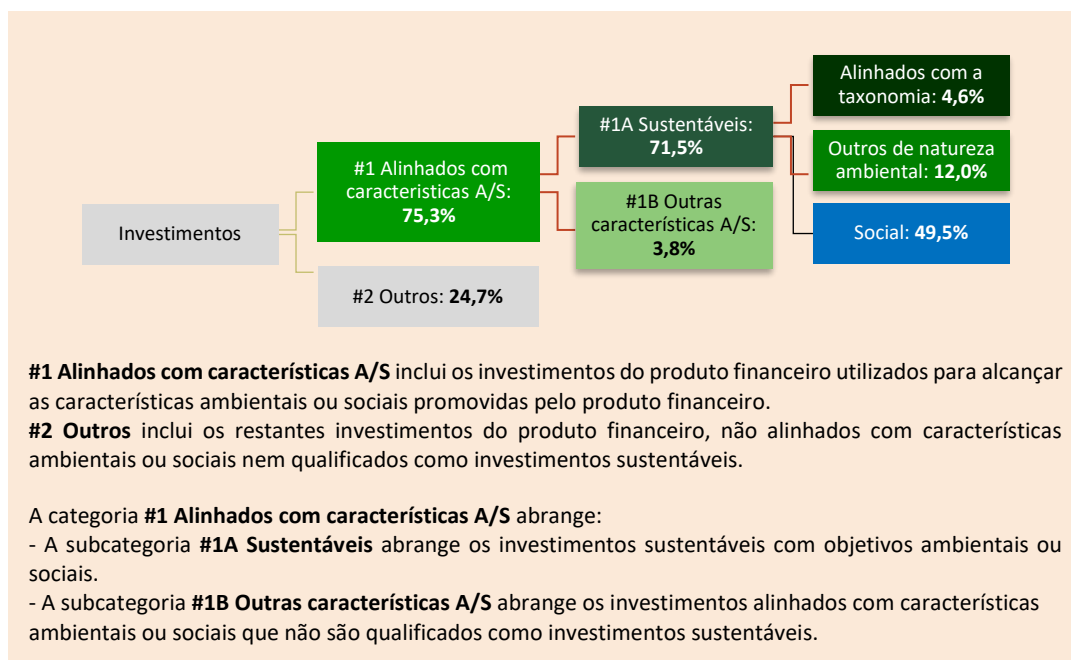 Investimentos
#1 Alinhados com
caracteristicas A/S:
75,3%
#2 Outros: 24,7%
#1A Sustentáveis:
71,5%
#1B Outras
características A/S:
3,8%
Alinhados com a
taxonomia: 4,6%
Outros de natureza
ambiental: 12,0%
Social: 49,5%
#1 Alinhados com características A/S inclui os investimentos do produto financeiro utilizados para alcançar
as características ambientais ou sociais promovidas pelo produto financeiro.
#2 Outros inclui os restantes investimentos do produto financeiro, não alinhados com características
ambientais ou sociais nem qualificados como investimentos sustentáveis.
A categoria #1 Alinhados com características A/S abrange:
- A subcategoria #1A Sustentáveis abrange os investimentos sustentáveis com objetivos ambientais ou
sociais.
- A subcategoria #1B Outras características A/S abrange os investimentos alinhados com características
ambientais ou sociais que não são qualificados como investimentos sustentáveis.